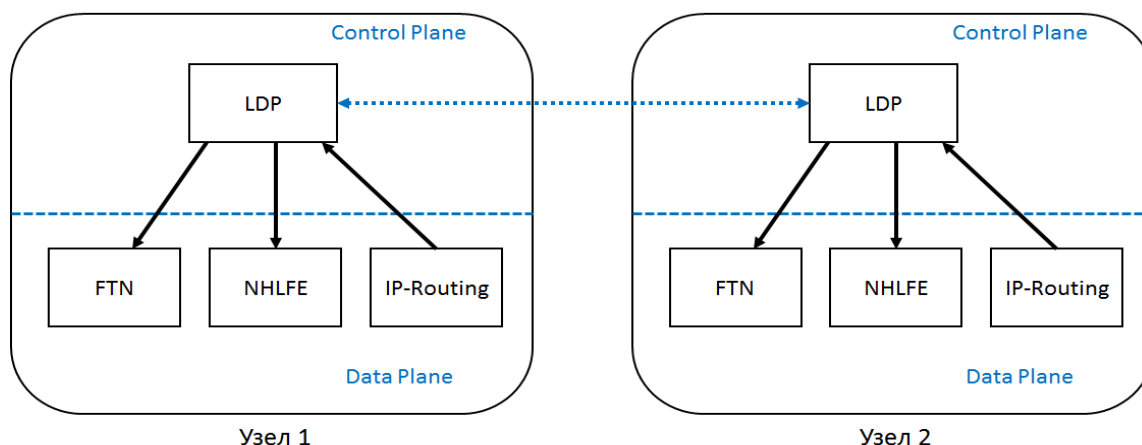 Control Plane
LDP
FTN
NHLFE
IP-Routing
Data Plane
Узел 1
Control Plane
LDP
FTN
NHLFE
IP-Routing
Data Plane
Узел 2